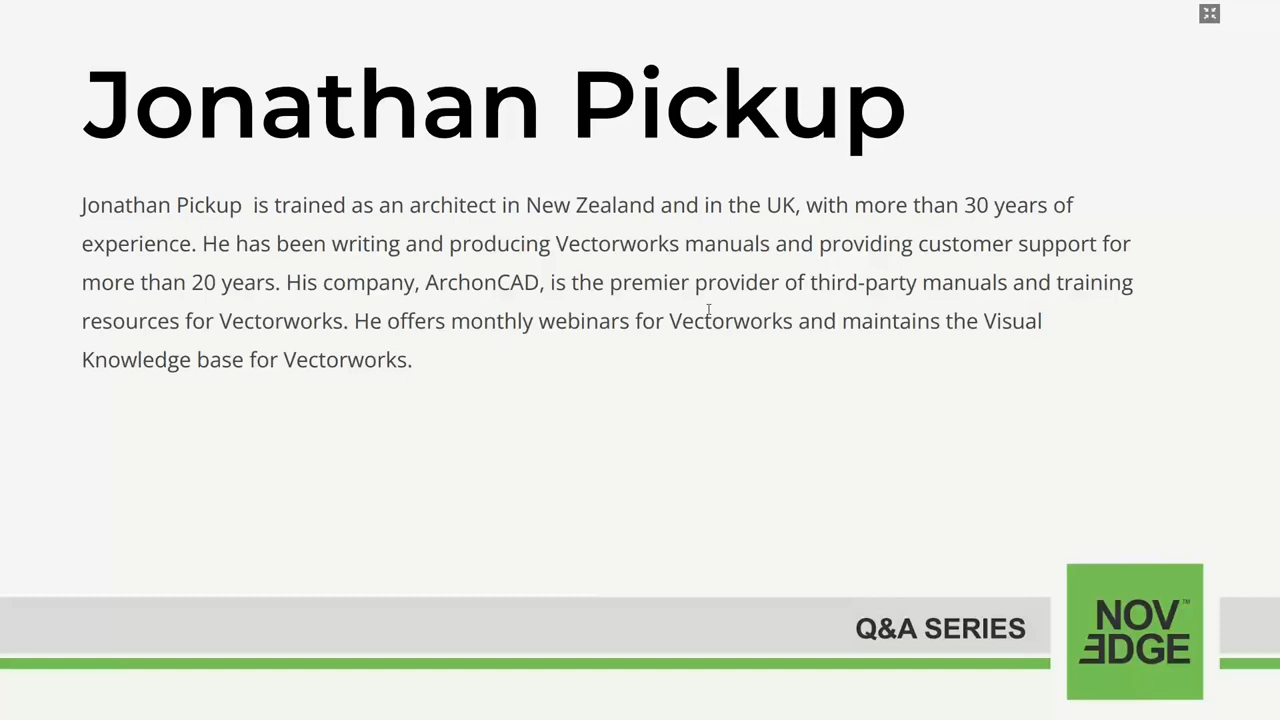 Jonathan Pickup
Jonathan Pickup  is trained as an architect in New Zealand and in the UK, with more than 30 years of
experience. He has been writing and producing Vectorworks manuals and providing customer support for
more than 20 years. His company, ArchonCAD, is the premier provider of third-party manuals and training
resources for Vectorworks. He offers monthly webinars for Vectorworks and maintains the Visual
Knowledge base for Vectorworks.
Q&A SERIES
NOV™
EDGE